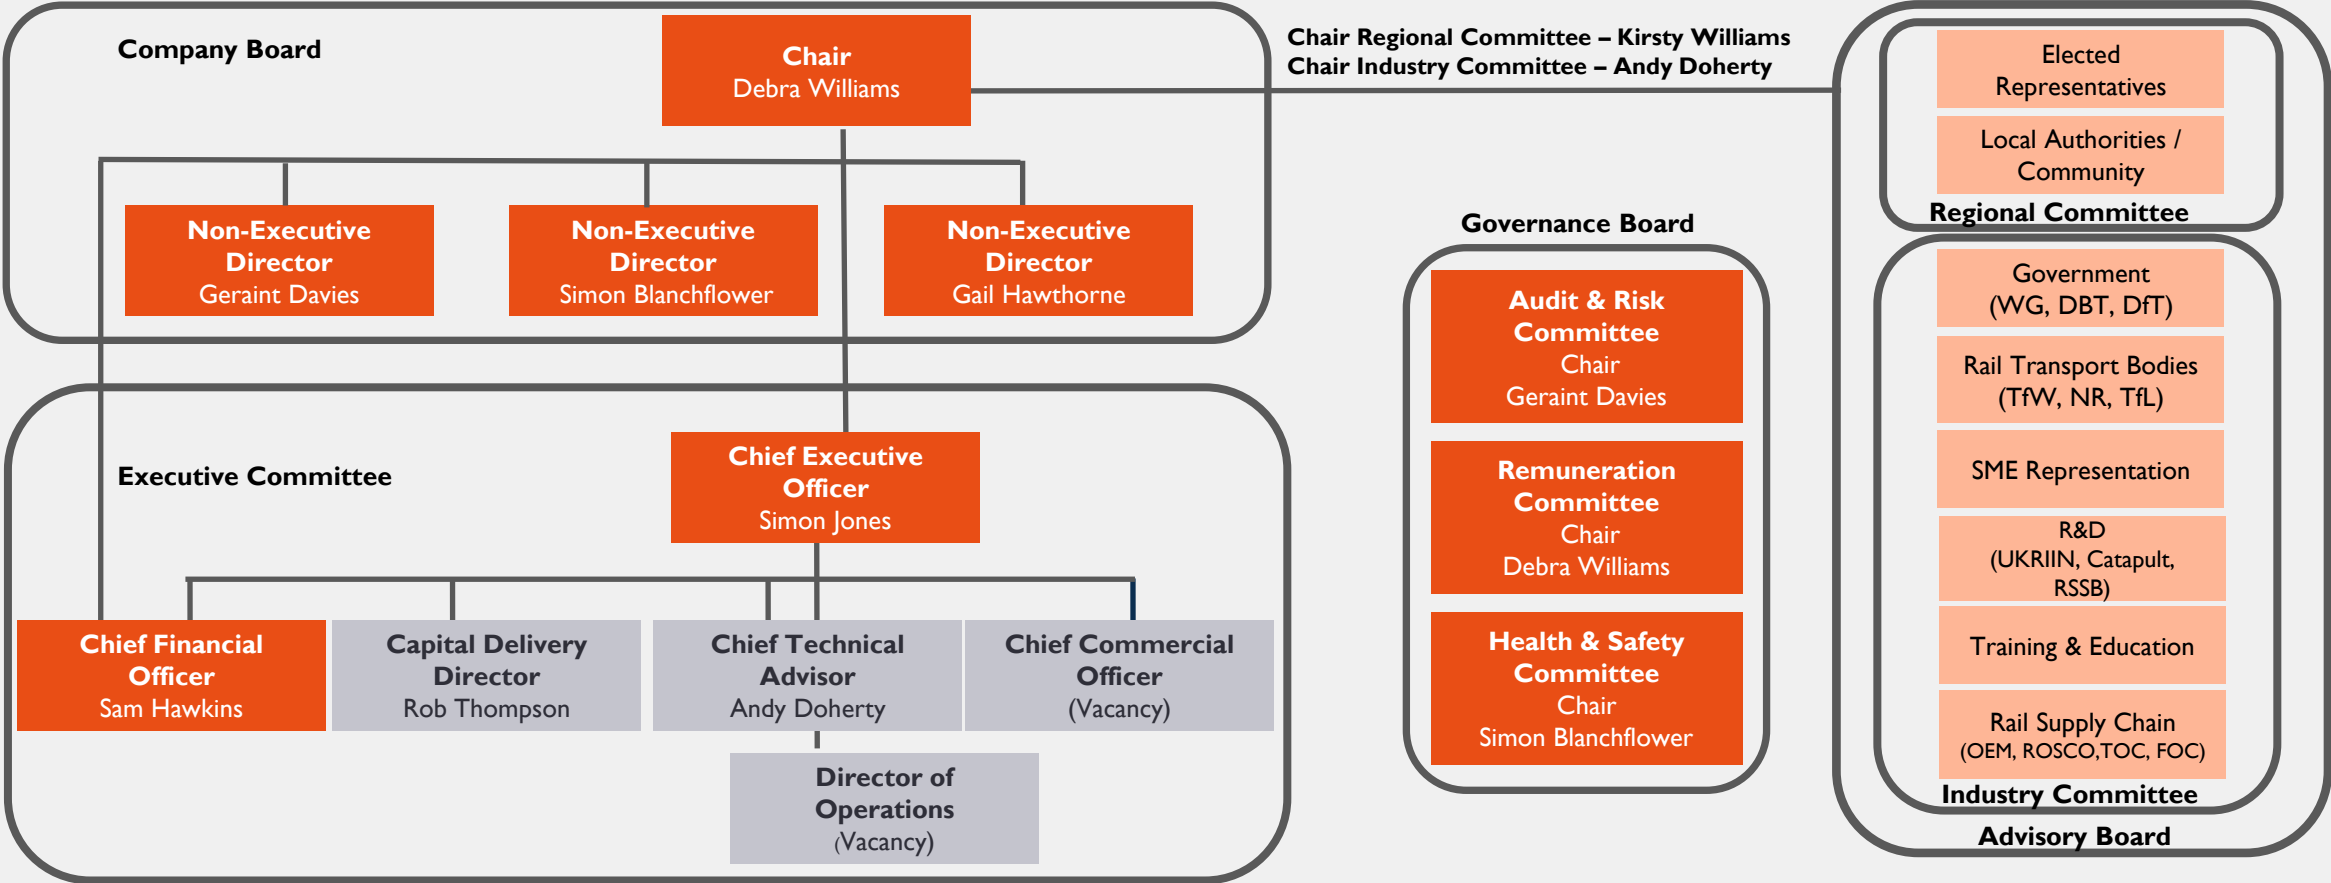 Company Board
Chair
Debra Williams
Chair Regional Committee – Kirsty Williams
Chair Industry Committee – Andy Doherty
Non-Executive
Director
Geraint Davies
Non-Executive
Director
Simon Blanchflower
Non-Executive
Director
Gail Hawthorne
Executive Committee
Chief Executive
Officer
Simon Jones
Chief Financial
Officer
Sam Hawkins
Capital Delivery
Director
Rob Thompson
Chief Technical
Advisor
Andy Doherty
Chief Commercial
Officer
(Vacancy)
Director of
Operations
(Vacancy)
Governance Board
Audit & Risk
Committee
Chair
Geraint Davies
Remuneration
Committee
Chair
Debra Williams
Health & Safety
Committee
Chair
Simon Blanchflower
Elected
Representatives
Local Authorities /
Community
Regional Committee
Government
(WG, DBT, DfT)
Rail Transport Bodies
(TfW, NR, TfL)
SME Representation
R&D
(UKRIIN, Catapult,
RSSB)
Training & Education
Rail Supply Chain
(OEM, ROSCO,TOC, FOC)
Industry Committee
Advisory Board